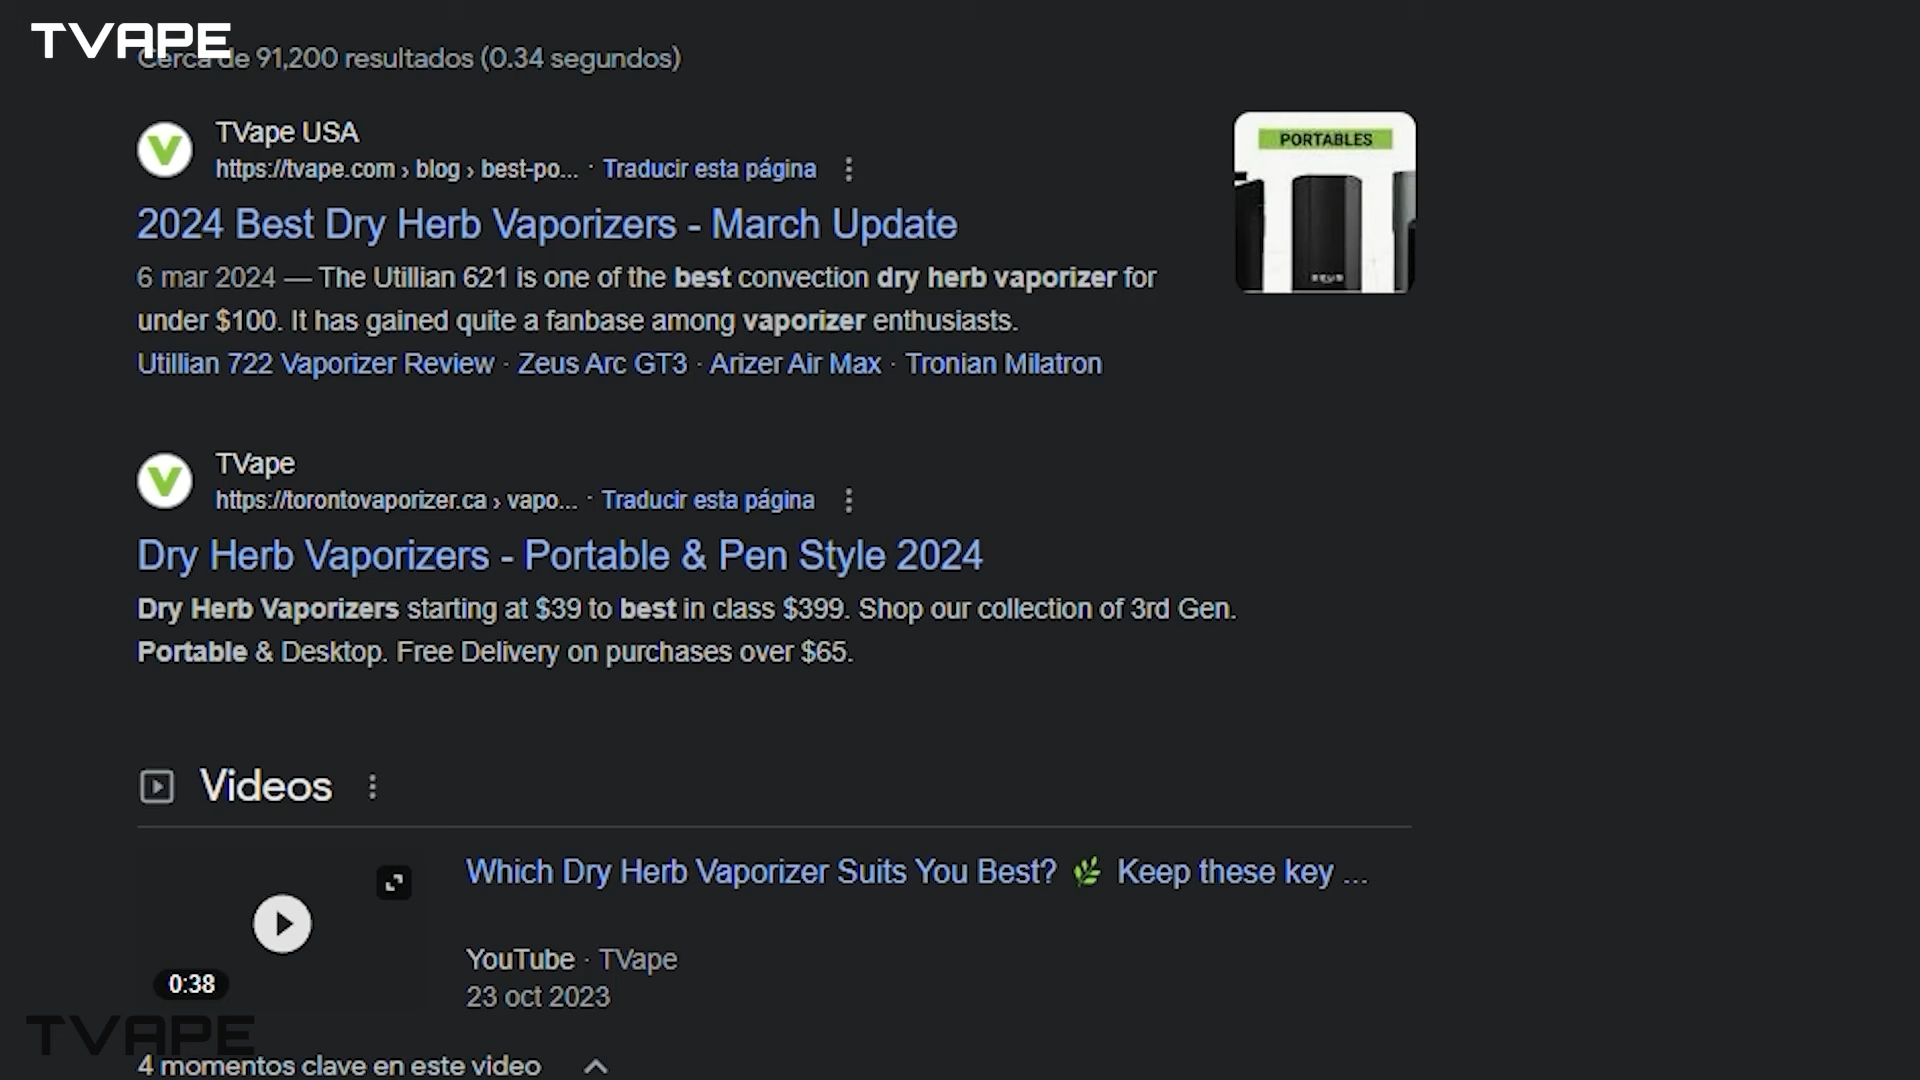 TVAPE
Cerca de 91,200 resultados (0.34 segundos)
TVape USA
https://tvape.com › blog › best-po... · Traducir esta página
PORTABLES
ZEUS
2024 Best Dry Herb Vaporizers - March Update
6 mar 2024 — The Utillian 621 is one of the best convection dry herb vaporizer for
under $100. It has gained quite a fanbase among vaporizer enthusiasts.
Utillian 722 Vaporizer Review · Zeus Arc GT3 · Arizer Air Max · Tronian Milatron
TVape
https://torontovaporizer.ca › vapo... · Traducir esta página
Dry Herb Vaporizers - Portable & Pen Style 2024
Dry Herb Vaporizers starting at $39 to best in class $399. Shop our collection of 3rd Gen.
Portable & Desktop. Free Delivery on purchases over $65.
Videos
Which Dry Herb Vaporizer Suits You Best? 🌿 Keep these key ...
YouTube · TVape
23 oct 2023
0:38
TVAPE
4 momentos clave en este video